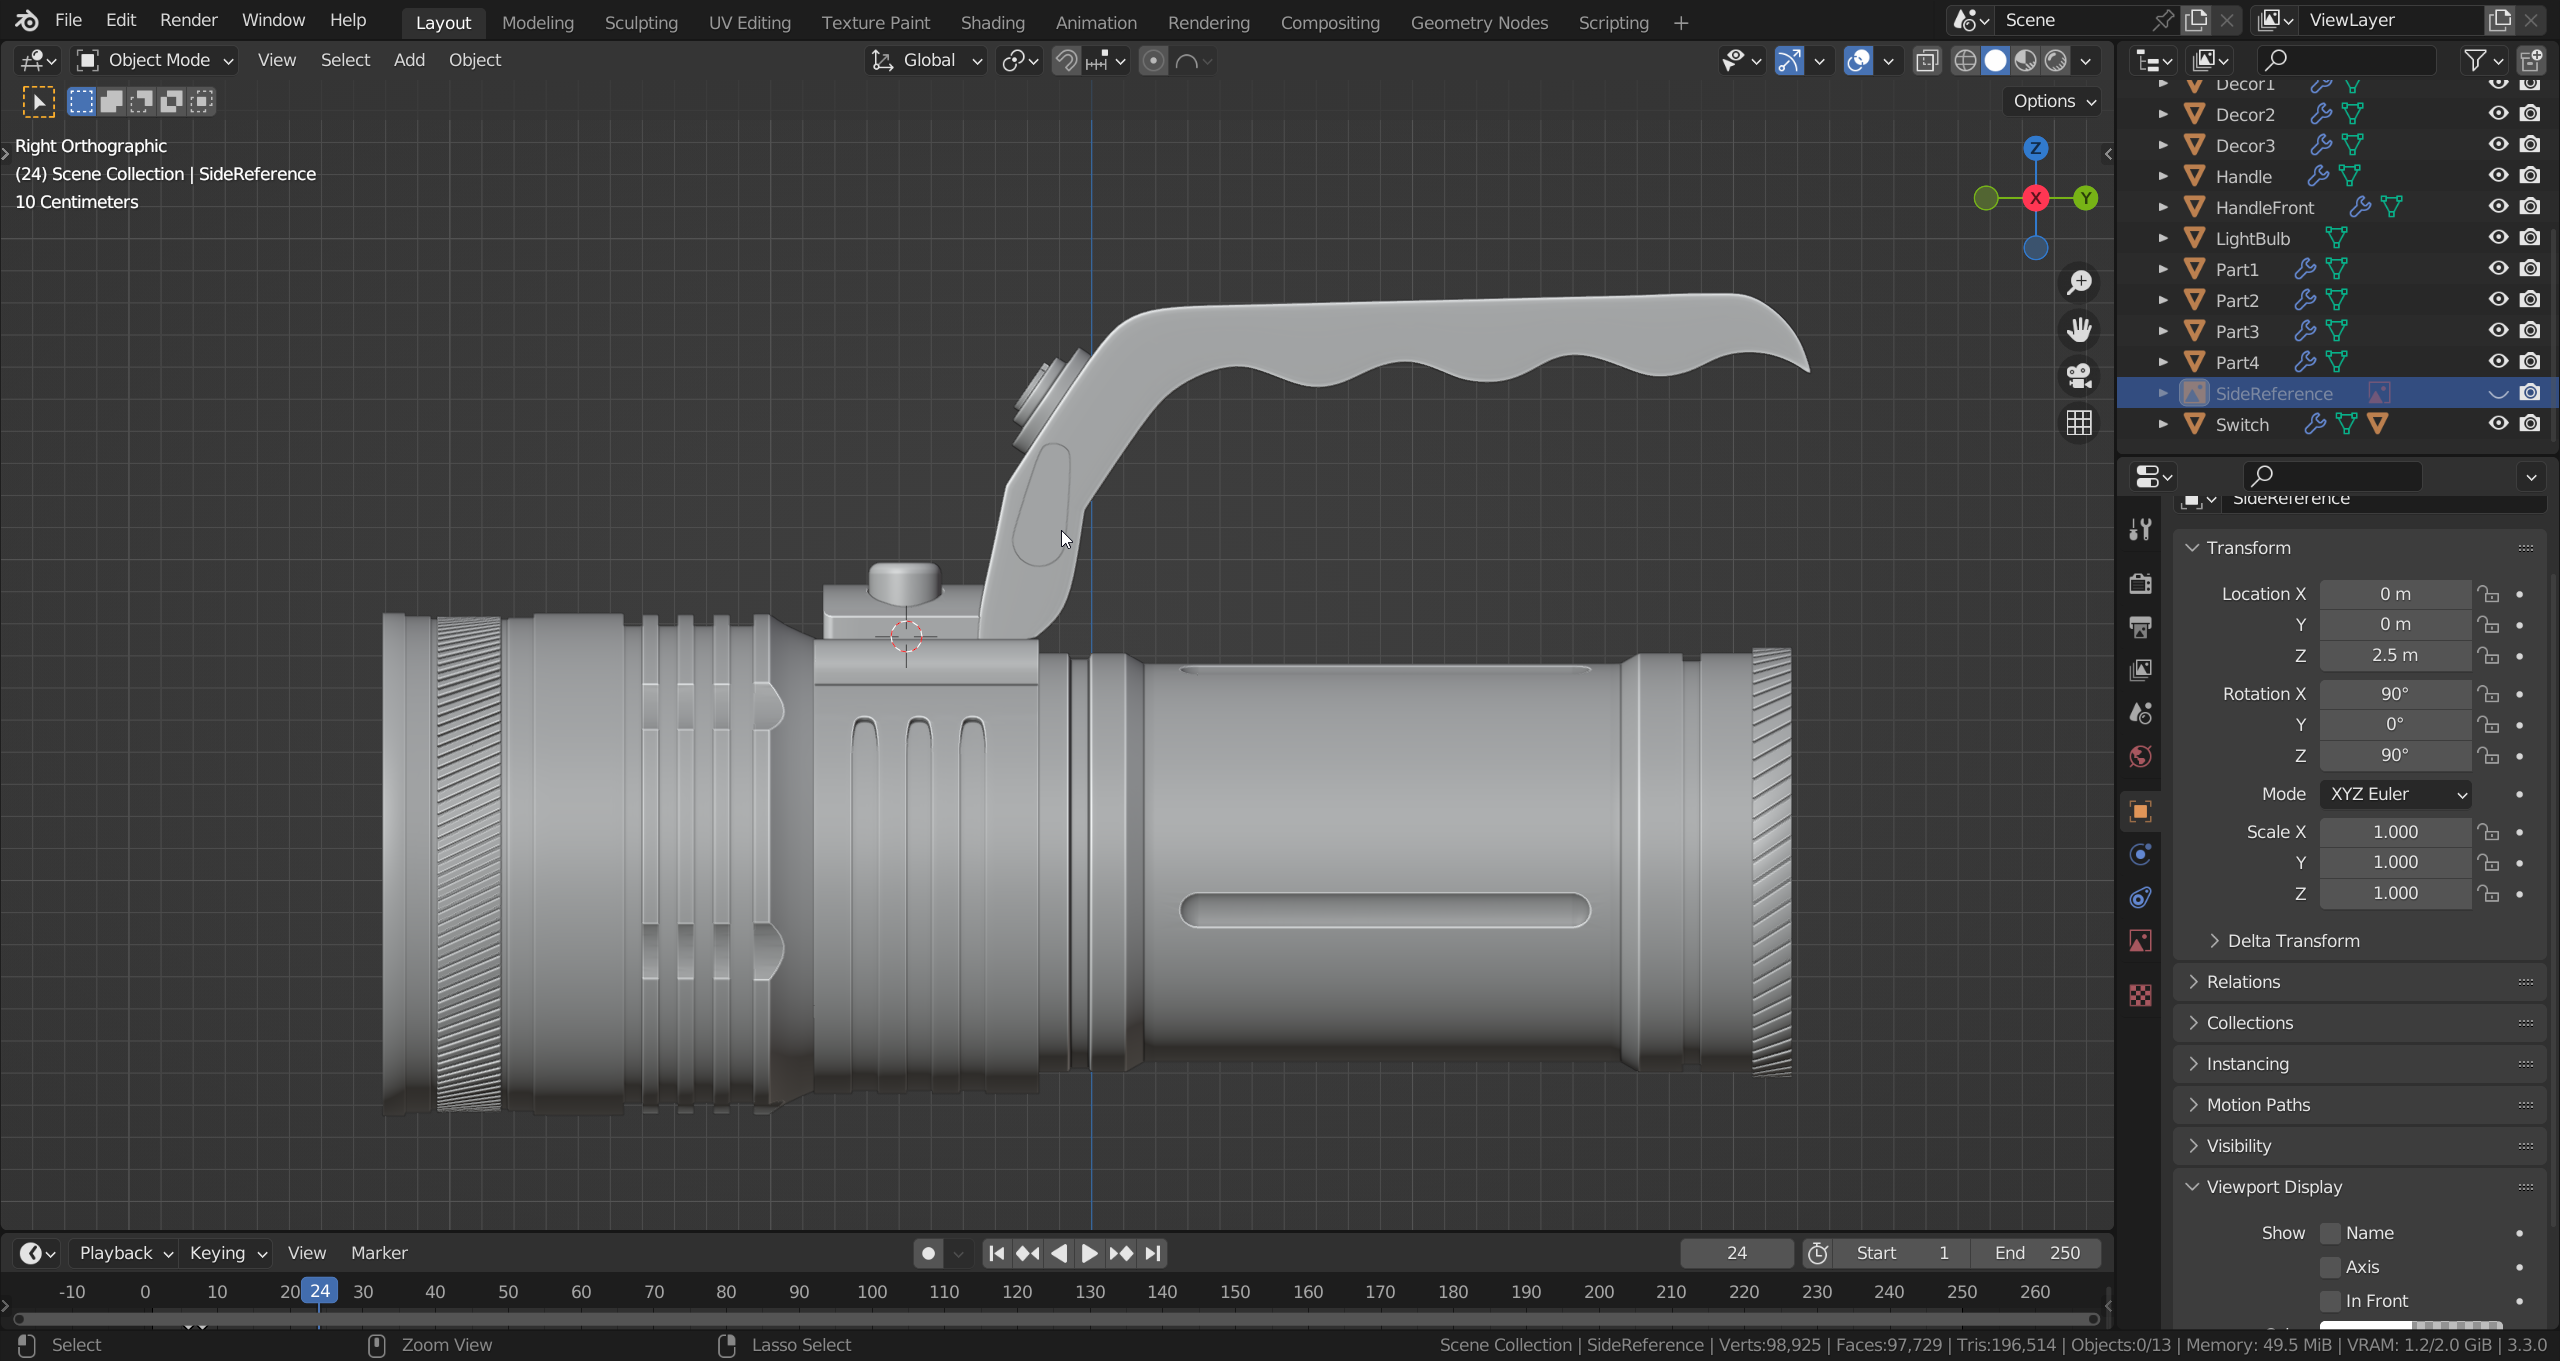 File Edit Render Window Help Layout Modeling Sculpting UV Editing Texture Paint Shading Animation Rendering Compositing Geometry Nodes Scripting + Scene ViewLayer
Object Mode View Select Add Object Global
Options
Right Orthographic
(24) Scene Collection | SideReference
10 Centimeters
Z
X
Y
Decor1
Decor2
Decor3
Handle
HandleFront
LightBulb
Part1
Part2
Part3
Part4
SideReference
Switch
SideReference
Transform
Location X 0 m
Y 0 m
Z 2.5 m
Rotation X 90°
Y 0°
Z 90°
Mode XYZ Euler
Scale X 1.000
Y 1.000
Z 1.000
Delta Transform
Relations
Collections
Instancing
Motion Paths
Visibility
Viewport Display
Show Name
Axis
In Front
Playback Keying View Marker 24 Start 1 End 250
-10 0 10 20 24 30 40 50 60 70 80 90 100 110 120 130 140 150 160 170 180 190 200 210 220 230 240 250 260
Select Zoom View Lasso Select Scene Collection | SideReference | Verts:98,925 | Faces:97,729 | Tris:196,514 | Objects:0/13 | Memory: 49.5 MiB | VRAM: 1.2/2.0 GiB | 3.3.0